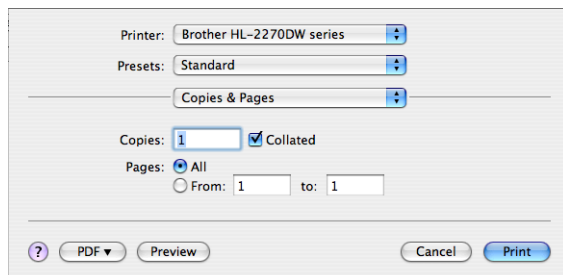 Printer: Brother HL-2270DW series
Presets: Standard
Copies & Pages
Copies: 1 Collated
Pages: All
From: 1 to: 1
? PDF ▼ Preview Cancel Print